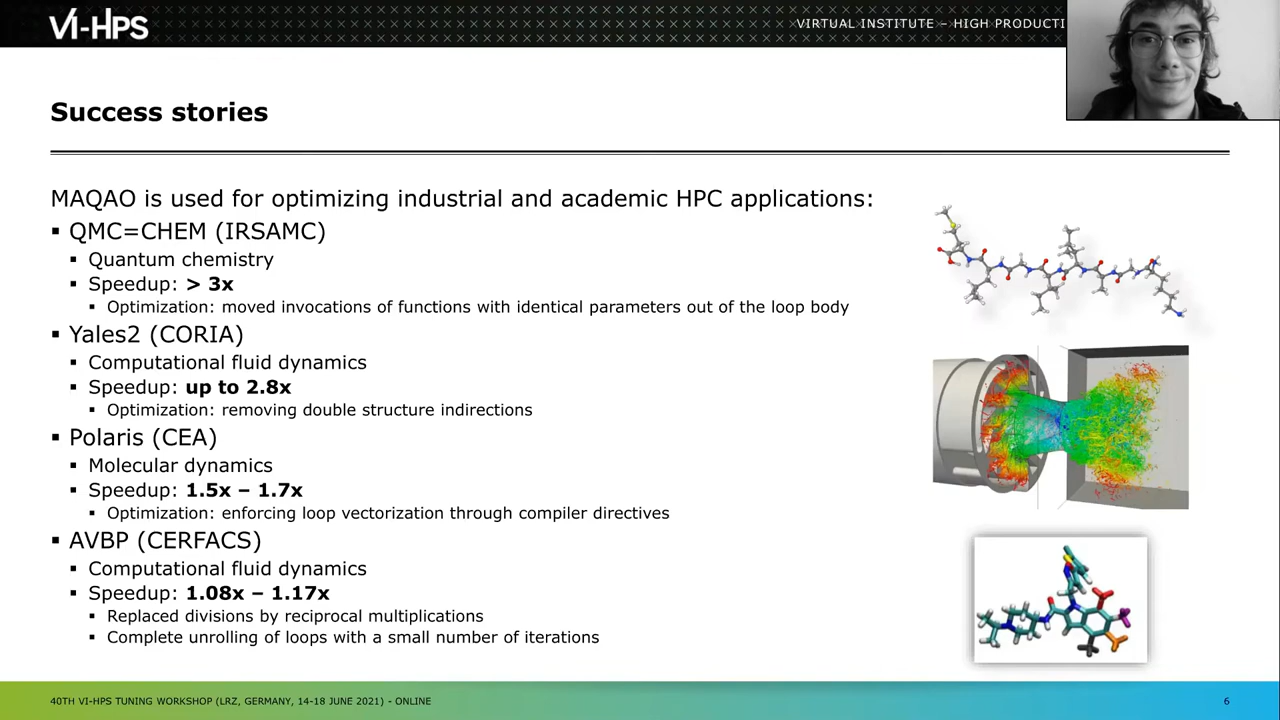 VI-HPS
VIRTUAL INSTITUTE – HIGH PRODUCTI
Success stories
MAQAO is used for optimizing industrial and academic HPC applications:
▪ QMC=CHEM (IRSAMC)
▪ Quantum chemistry
▪ Speedup: > 3x
▪ Optimization: moved invocations of functions with identical parameters out of the loop body
▪ Yales2 (CORIA)
▪ Computational fluid dynamics
▪ Speedup: up to 2.8x
▪ Optimization: removing double structure indirections
▪ Polaris (CEA)
▪ Molecular dynamics
▪ Speedup: 1.5x – 1.7x
▪ Optimization: enforcing loop vectorization through compiler directives
▪ AVBP (CERFACS)
▪ Computational fluid dynamics
▪ Speedup: 1.08x – 1.17x
▪ Replaced divisions by reciprocal multiplications
▪ Complete unrolling of loops with a small number of iterations
40TH VI-HPS TUNING WORKSHOP (LRZ, GERMANY, 14-18 JUNE 2021) - ONLINE
6